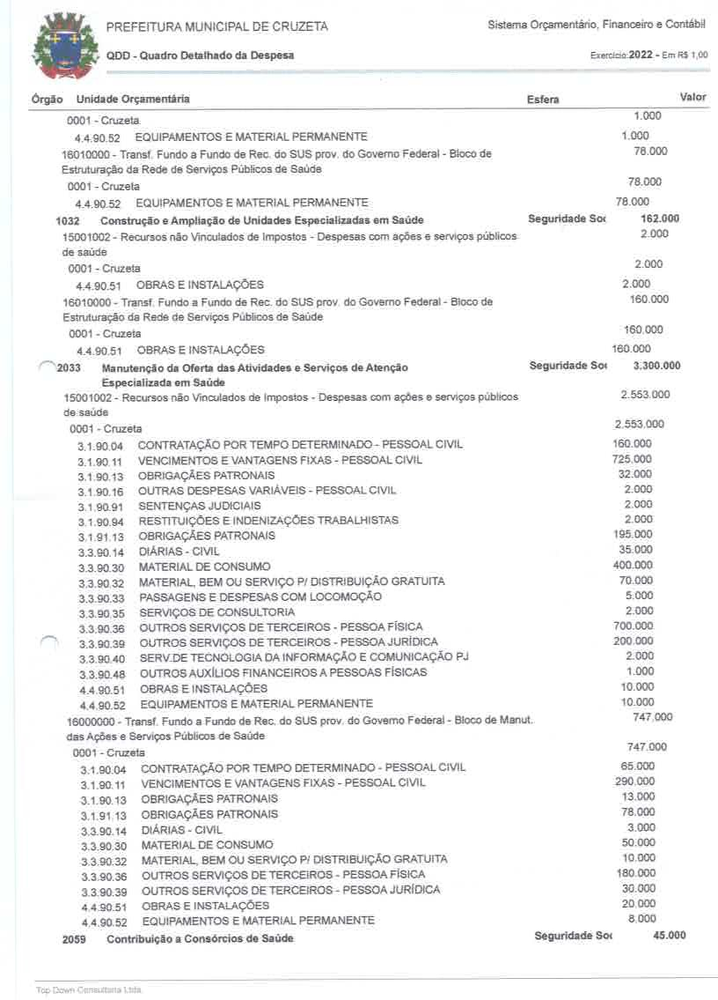 PREFEITURA MUNICIPAL DE CRUZETA
Sistema Orçamentário, Financeiro e Contábil
QDD - Quadro Detalhado da Despesa
Exercício: 2022 - Em R$ 1,00
Órgão Unidade Orçamentária Esfera Valor
0001 - Cruzeta 1.000
4.4.90.52 EQUIPAMENTOS E MATERIAL PERMANENTE 1.000
16010000 - Transf. Fundo a Fundo de Rec. do SUS prov. do Governo Federal - Bloco de 78.000
Estruturação da Rede de Serviços Públicos de Saúde
0001 - Cruzeta 78.000
4.4.90.52 EQUIPAMENTOS E MATERIAL PERMANENTE 78.000
1032 Construção e Ampliação de Unidades Especializadas em Saúde Seguridade Soc 162.000
15001002 - Recursos não Vinculados de Impostos - Despesas com ações e serviços públicos 2.000
de saúde
0001 - Cruzeta 2.000
4.4.90.51 OBRAS E INSTALAÇÕES 2.000
16010000 - Transf. Fundo a Fundo de Rec. do SUS prov. do Governo Federal - Bloco de 160.000
Estruturação da Rede de Serviços Públicos de Saúde
0001 - Cruzeta 160.000
4.4.90.51 OBRAS E INSTALAÇÕES 160.000
2033 Manutenção da Oferta das Atividades e Serviços de Atenção Seguridade Soc 3.300.000
Especializada em Saúde
15001002 - Recursos não Vinculados de Impostos - Despesas com ações e serviços públicos 2.553.000
de saúde
0001 - Cruzeta 2.553.000
3.1.90.04 CONTRATAÇÃO POR TEMPO DETERMINADO - PESSOAL CIVIL 160.000
3.1.90.11 VENCIMENTOS E VANTAGENS FIXAS - PESSOAL CIVIL 725.000
3.1.90.13 OBRIGAÇÃES PATRONAIS 32.000
3.1.90.16 OUTRAS DESPESAS VARIÁVEIS - PESSOAL CIVIL 2.000
3.1.90.91 SENTENÇAS JUDICIAIS 2.000
3.1.90.94 RESTITUIÇÕES E INDENIZAÇÕES TRABALHISTAS 2.000
3.1.91.13 OBRIGAÇÃES PATRONAIS 195.000
3.3.90.14 DIÁRIAS - CIVIL 35.000
3.3.90.30 MATERIAL DE CONSUMO 400.000
3.3.90.32 MATERIAL, BEM OU SERVIÇO P/ DISTRIBUIÇÃO GRATUITA 70.000
3.3.90.33 PASSAGENS E DESPESAS COM LOCOMOÇÃO 5.000
3.3.90.35 SERVIÇOS DE CONSULTORIA 2.000
3.3.90.36 OUTROS SERVIÇOS DE TERCEIROS - PESSOA FÍSICA 700.000
3.3.90.39 OUTROS SERVIÇOS DE TERCEIROS - PESSOA JURÍDICA 200.000
3.3.90.40 SERV.DE TECNOLOGIA DA INFORMAÇÃO E COMUNICAÇÃO PJ 2.000
3.3.90.48 OUTROS AUXÍLIOS FINANCEIROS A PESSOAS FÍSICAS 1.000
4.4.90.51 OBRAS E INSTALAÇÕES 10.000
4.4.90.52 EQUIPAMENTOS E MATERIAL PERMANENTE 10.000
16000000 - Transf. Fundo a Fundo de Rec. do SUS prov. do Governo Federal - Bloco de Manut. 747.000
das Ações e Serviços Públicos de Saúde
0001 - Cruzeta 747.000
3.1.90.04 CONTRATAÇÃO POR TEMPO DETERMINADO - PESSOAL CIVIL 65.000
3.1.90.11 VENCIMENTOS E VANTAGENS FIXAS - PESSOAL CIVIL 290.000
3.1.90.13 OBRIGAÇÃES PATRONAIS 13.000
3.1.91.13 OBRIGAÇÃES PATRONAIS 78.000
3.3.90.14 DIÁRIAS - CIVIL 3.000
3.3.90.30 MATERIAL DE CONSUMO 50.000
3.3.90.32 MATERIAL, BEM OU SERVIÇO P/ DISTRIBUIÇÃO GRATUITA 10.000
3.3.90.36 OUTROS SERVIÇOS DE TERCEIROS - PESSOA FÍSICA 180.000
3.3.90.39 OUTROS SERVIÇOS DE TERCEIROS - PESSOA JURÍDICA 30.000
4.4.90.51 OBRAS E INSTALAÇÕES 20.000
4.4.90.52 EQUIPAMENTOS E MATERIAL PERMANENTE 8.000
2059 Contribuição a Consórcios de Saúde Seguridade Soc 45.000
Top Down Consultoria Ltda.